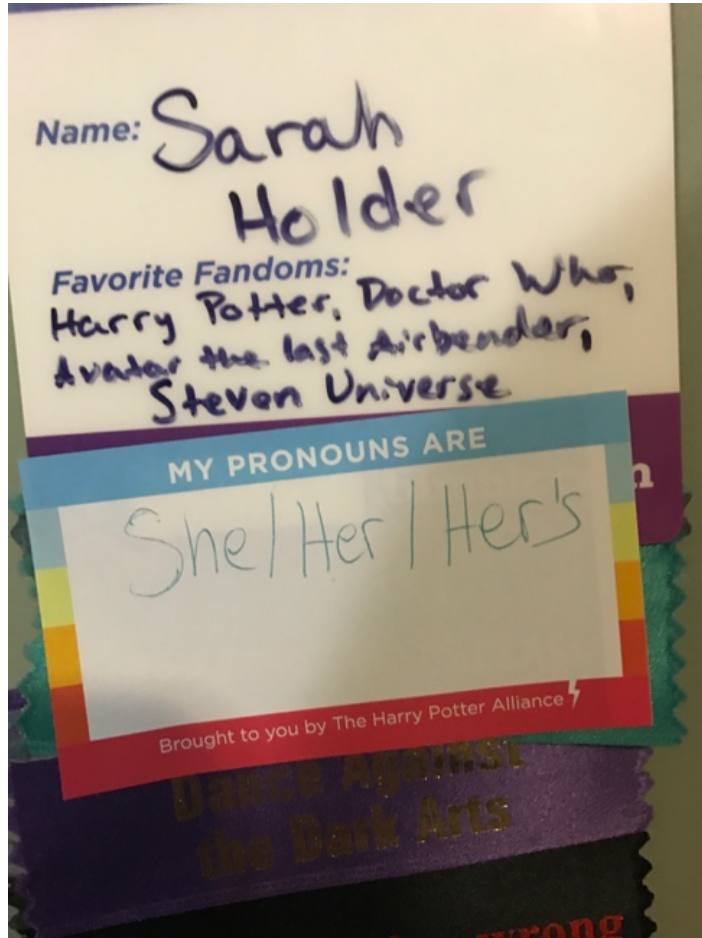 Name: Sarah
Holder
Favorite Fandoms:
Harry Potter, Doctor Who,
Avatar the last Airbender,
Steven Universe
MY PRONOUNS ARE
n
She/Her/Her's
Brought to you by The Harry Potter Alliance
Dance Against
the Dark Arts
wrong